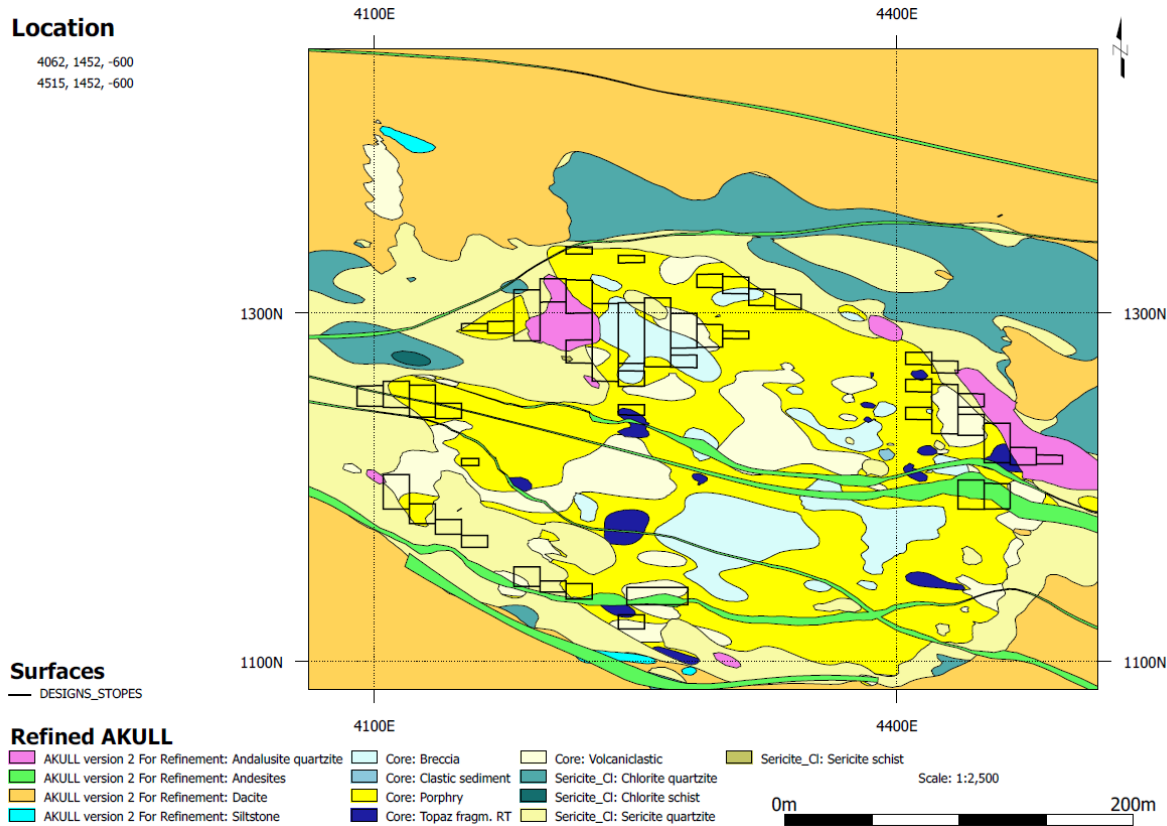 4100E 4400E
Location
4062, 1452, -600
4515, 1452, -600
N
1300N 1300N
1100N 1100N
Surfaces
DESIGNS_STOPES
4100E 4400E
Refined AKULL
AKULL version 2 For Refinement: Andalusite quartzite Core: Breccia Core: Volcaniclastic Sericite_Cl: Sericite schist
AKULL version 2 For Refinement: Andesites Core: Clastic sediment Sericite_Cl: Chlorite quartzite Scale: 1:2,500
AKULL version 2 For Refinement: Dacite Core: Porphry Sericite_Cl: Chlorite schist 0m 200m
AKULL version 2 For Refinement: Siltstone Core: Topaz fragm. RT Sericite_Cl: Sericite quartzite